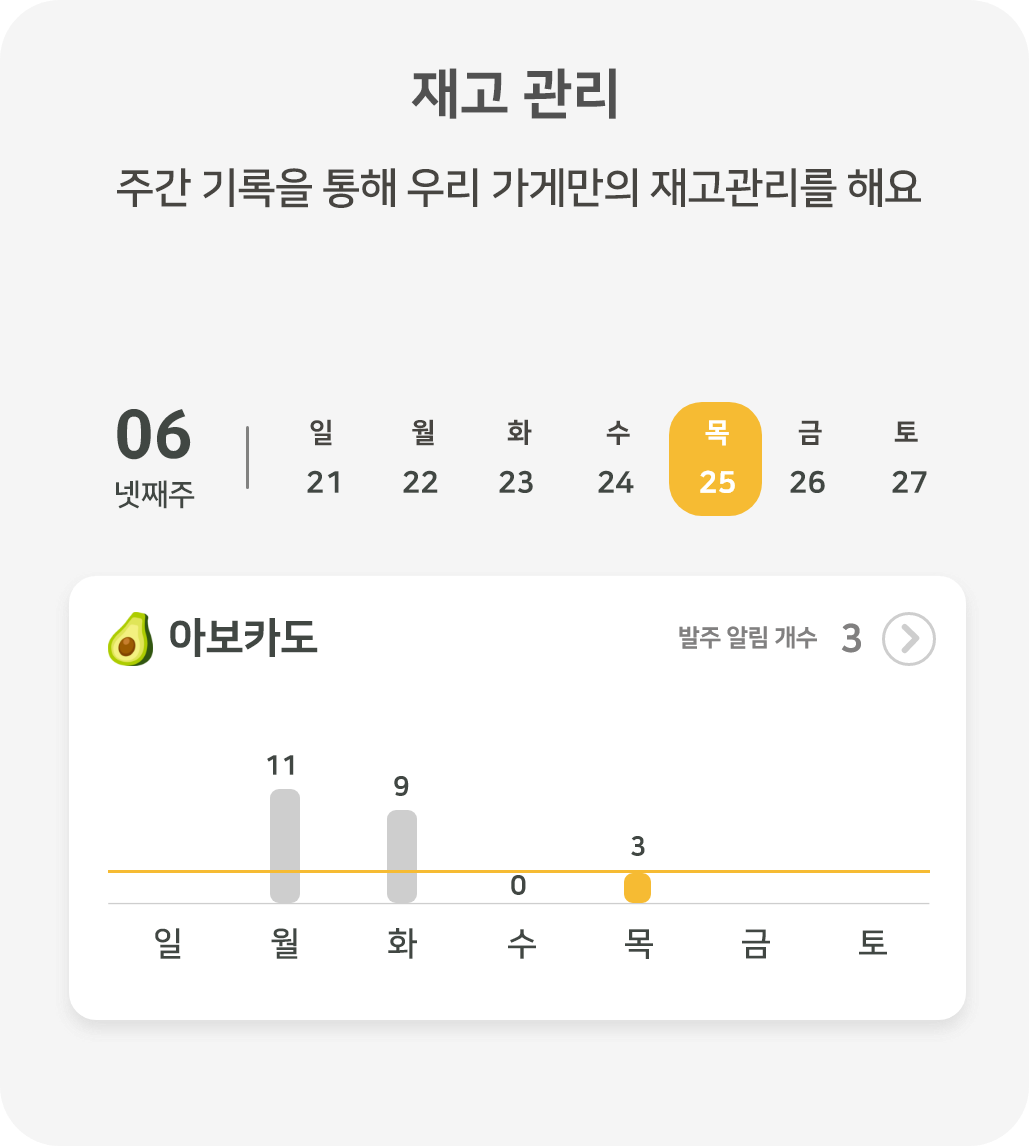 재고 관리
주간 기록을 통해 우리 가게만의 재고관리를 해요
06 일 월 화 수 목 금 토
넷째주 21 22 23 24 25 26 27
아보카도 발주 알림 개수 3
11
9
3
0
일 월 화 수 목 금 토